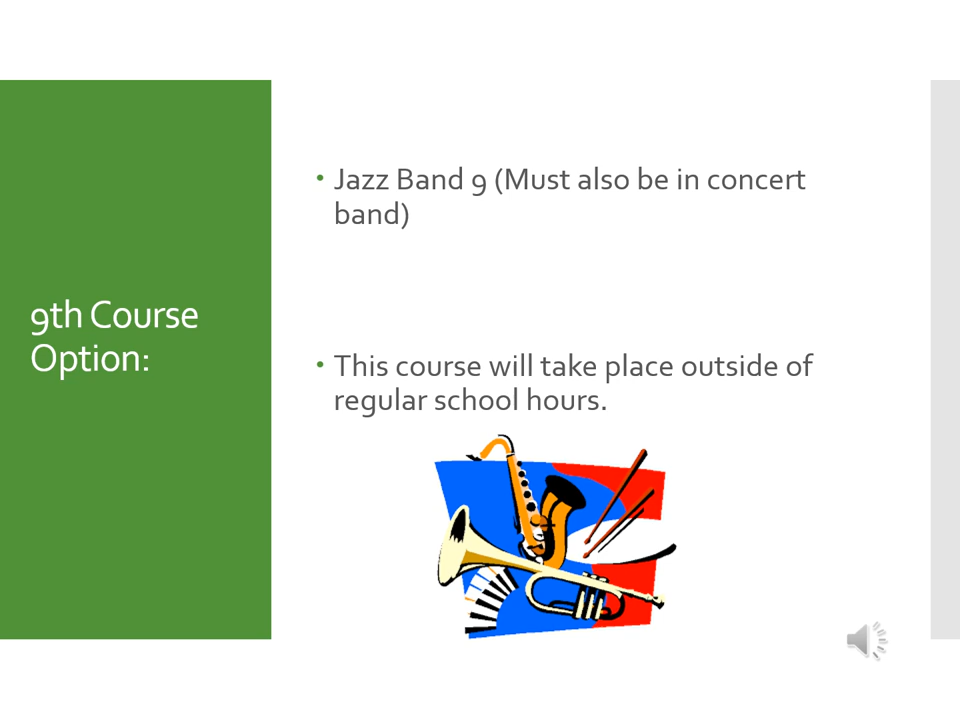 9th Course
Option:
Jazz Band 9 (Must also be in concert
band)
This course will take place outside of
regular school hours.